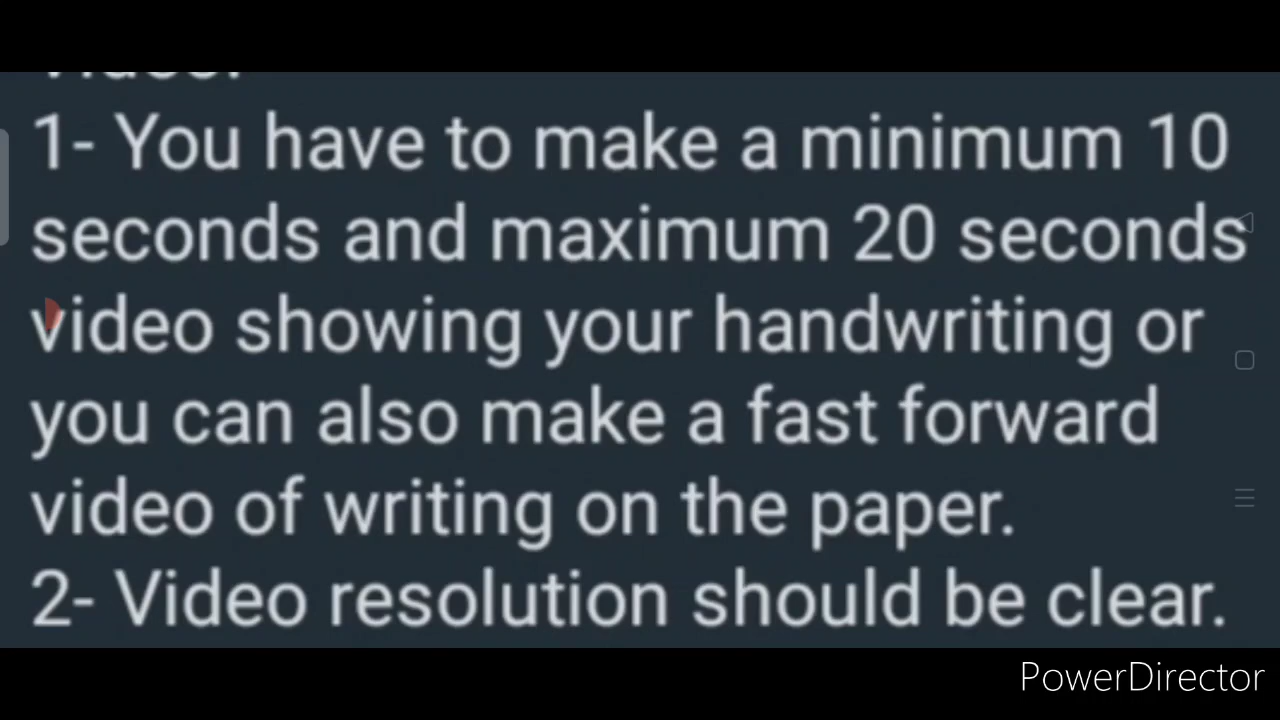 video.
1- You have to make a minimum 10
seconds and maximum 20 seconds
video showing your handwriting or
you can also make a fast forward
video of writing on the paper.
2- Video resolution should be clear.
PowerDirector